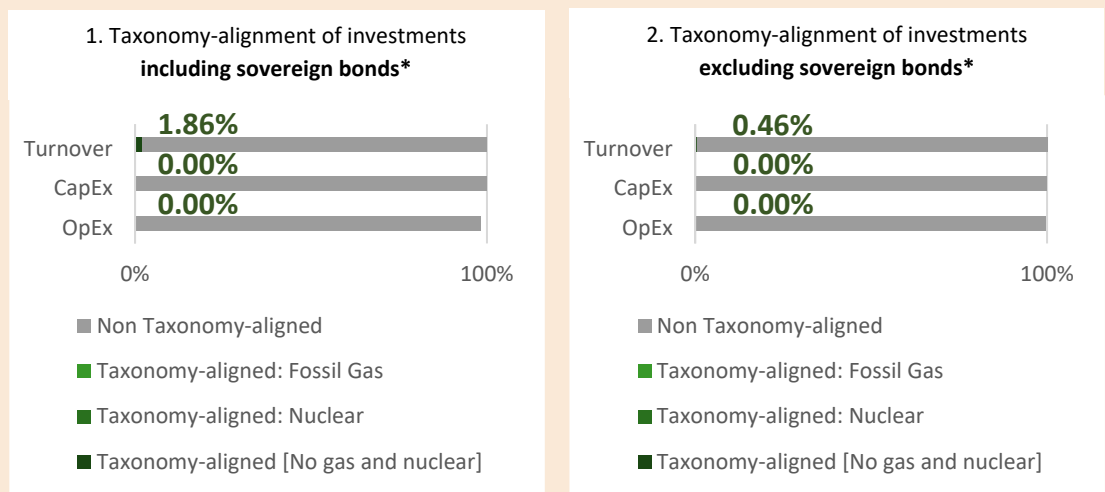 1. Taxonomy-alignment of investments
including sovereign bonds*
1.86%
Turnover
0.00%
CapEx
0.00%
OpEx
0%
100%
Non Taxonomy-aligned
Taxonomy-aligned: Fossil Gas
Taxonomy-aligned: Nuclear
Taxonomy-aligned [No gas and nuclear]
2. Taxonomy-alignment of investments
excluding sovereign bonds*
0.46%
Turnover
0.00%
CapEx
0.00%
OpEx
0%
100%
Non Taxonomy-aligned
Taxonomy-aligned: Fossil Gas
Taxonomy-aligned: Nuclear
Taxonomy-aligned [No gas and nuclear]